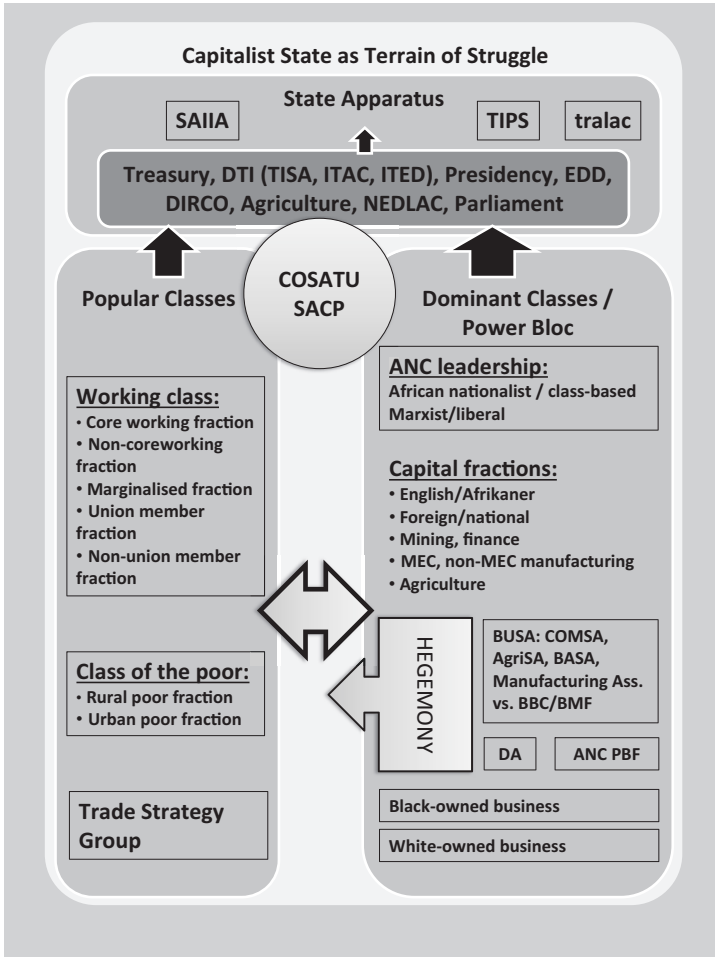 Capitalist State as Terrain of Struggle
State Apparatus
SAIIA
TIPS
tralac
Treasury, DTI (TISA, ITAC, ITED), Presidency, EDD,
DIRCO, Agriculture, NEDLAC, Parliament
COSATU
SACP
Popular Classes
Working class:
• Core working fraction
• Non-coreworking
fraction
• Marginalised fraction
• Union member
fraction
• Non-union member
fraction
Class of the poor:
• Rural poor fraction
• Urban poor fraction
Trade Strategy
Group
Dominant Classes /
Power Bloc
ANC leadership:
African nationalist / class-based
Marxist/liberal
Capital fractions:
• English/Afrikaner
• Foreign/national
• Mining, finance
• MEC, non-MEC manufacturing
• Agriculture
HEGEMONY
BUSA: COMSA,
AgriSA, BASA,
Manufacturing Ass.
vs. BBC/BMF
DA
ANC PBF
Black-owned business
White-owned business